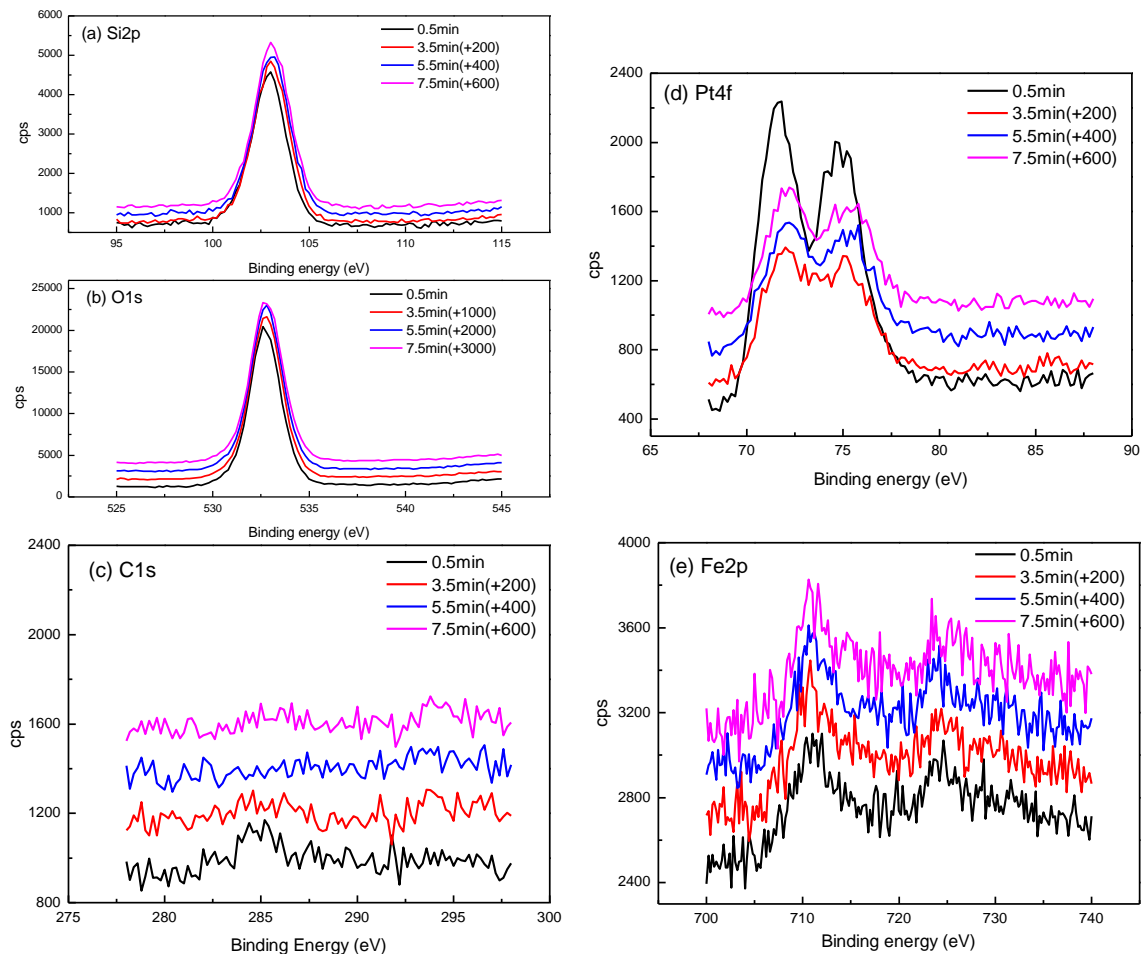 (a) Si2p
0.5min
3.5min(+200)
5.5min(+400)
7.5min(+600)
6000
5000
4000
3000
2000
1000
cps
95 100 105 110 115
Binding energy (eV)
(b) O1s
0.5min
3.5min(+1000)
5.5min(+2000)
7.5min(+3000)
25000
20000
15000
10000
5000
0
cps
525 530 535 540 545
Binding energy (eV)
(c) C1s
0.5min
3.5min(+200)
5.5min(+400)
7.5min(+600)
2400
2000
1600
1200
800
cps
275 280 285 290 295 300
Binding Energy (eV)
(d) Pt4f
0.5min
3.5min(+200)
5.5min(+400)
7.5min(+600)
2400
2000
1600
1200
800
400
cps
65 70 75 80 85 90
Binding energy (eV)
(e) Fe2p
0.5min
3.5min(+200)
5.5min(+400)
7.5min(+600)
4000
3600
3200
2800
2400
cps
700 710 720 730 740
Binding energy (eV)